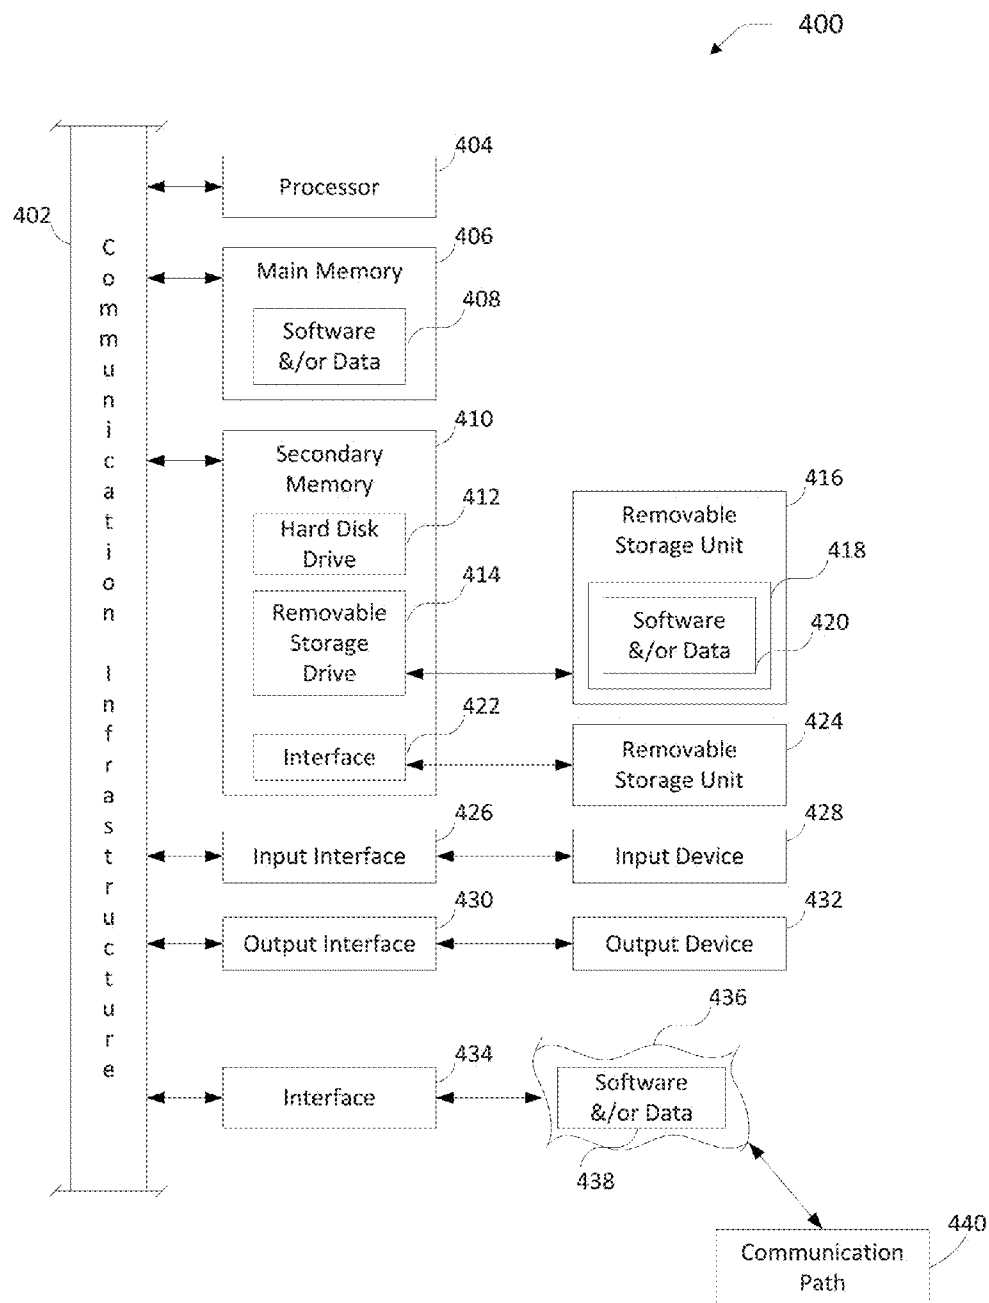 400
404
Processor
402
406
Main Memory
408
Software
&/or Data
410
Secondary
Memory
412
Hard Disk
Drive
414
Removable
Storage
Drive
416
Removable
Storage Unit
418
Software
&/or Data
420
422
Interface
424
Removable
Storage Unit
426
Input Interface
428
Input Device
430
Output Interface
432
Output Device
434
Interface
436
Software
&/or Data
438
440
Communication
Path
Communication Infrastructure